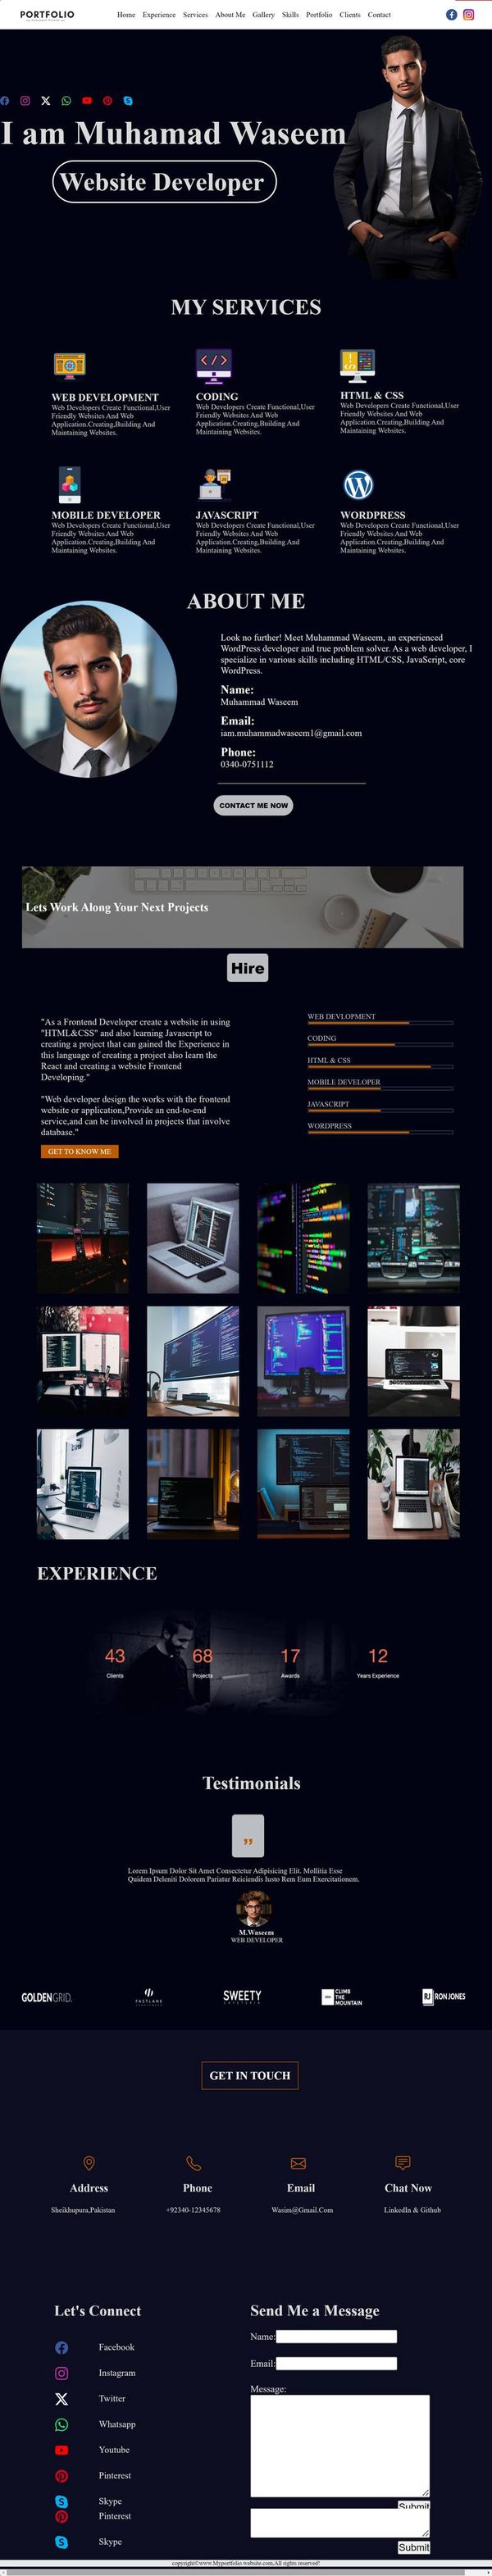 PORTFOLIO
Home Experience Services About Me Gallery Skills Portfolio Clients Contact
I am Muhamad Waseem
Website Developer
MY SERVICES
WEB DEVELOPMENT
Web Developers Create Functional,User
Friendly Websites And Web
Application.Creating,Building And
Maintaining Websites.
CODING
Web Developers Create Functional,User
Friendly Websites And Web
Application.Creating,Building And
Maintaining Websites.
HTML & CSS
Web Developers Create Functional,User
Friendly Websites And Web
Application.Creating,Building And
Maintaining Websites.
MOBILE DEVELOPER
Web Developers Create Functional,User
Friendly Websites And Web
Application.Creating,Building And
Maintaining Websites.
JAVASCRIPT
Web Developers Create Functional,User
Friendly Websites And Web
Application.Creating,Building And
Maintaining Websites.
WORDPRESS
Web Developers Create Functional,User
Friendly Websites And Web
Application.Creating,Building And
Maintaining Websites.
ABOUT ME
Look no further! Meet Muhammad Waseem, an experienced
WordPress developer and true problem solver. As a web developer, I
specialize in various skills including HTML/CSS, JavaScript, core
WordPress.
Name:
Muhammad Waseem
Email:
iam.muhammadwaseem1@gmail.com
Phone:
0340-0751112
CONTACT ME NOW
Lets Work Along Your Next Projects
Hire
"As a Frontend Developer create a website in using
"HTML&CSS" and also learning Javascript to
creating a project that can gained the Experience in
this language of creating a project also learn the
React and creating a website Frontend
Developing."
"Web developer design the works with the frontend
website or application,Provide an end-to-end
service,and can be involved in projects that involve
database."
GET TO KNOW ME
WEB DEVLOPMENT
CODING
HTML & CSS
MOBILE DEVELOPER
JAVASCRIPT
WORDPRESS
EXPERIENCE
43 68 17 12
Clients Projects Awards Years Experience
Testimonials
”
Lorem Ipsum Dolor Sit Amet Consectetur Adipisicing Elit. Mollitia Esse
Quidem Deleniti Dolorem Pariatur Reiciendis Iusto Rem Eum Exercitationem.
M.Waseem
WEB DEVELOPER
GOLDENGRID.
FASTLANE
SWEETY
CLIMB
THE
MOUNTAIN
RJ RON JONES
GET IN TOUCH
Address Phone Email Chat Now
Sheikhupura,Pakistan +92340-12345678 Wasim@Gmail.Com LinkedIn & Github
Let's Connect
Facebook
Instagram
Twitter
Whatsapp
Youtube
Pinterest
Skype
Pinterest
Skype
Send Me a Message
Name:
Email:
Message:
Submit
Submit
copyright©www.Myportfolio.website.com,All rights reserved!